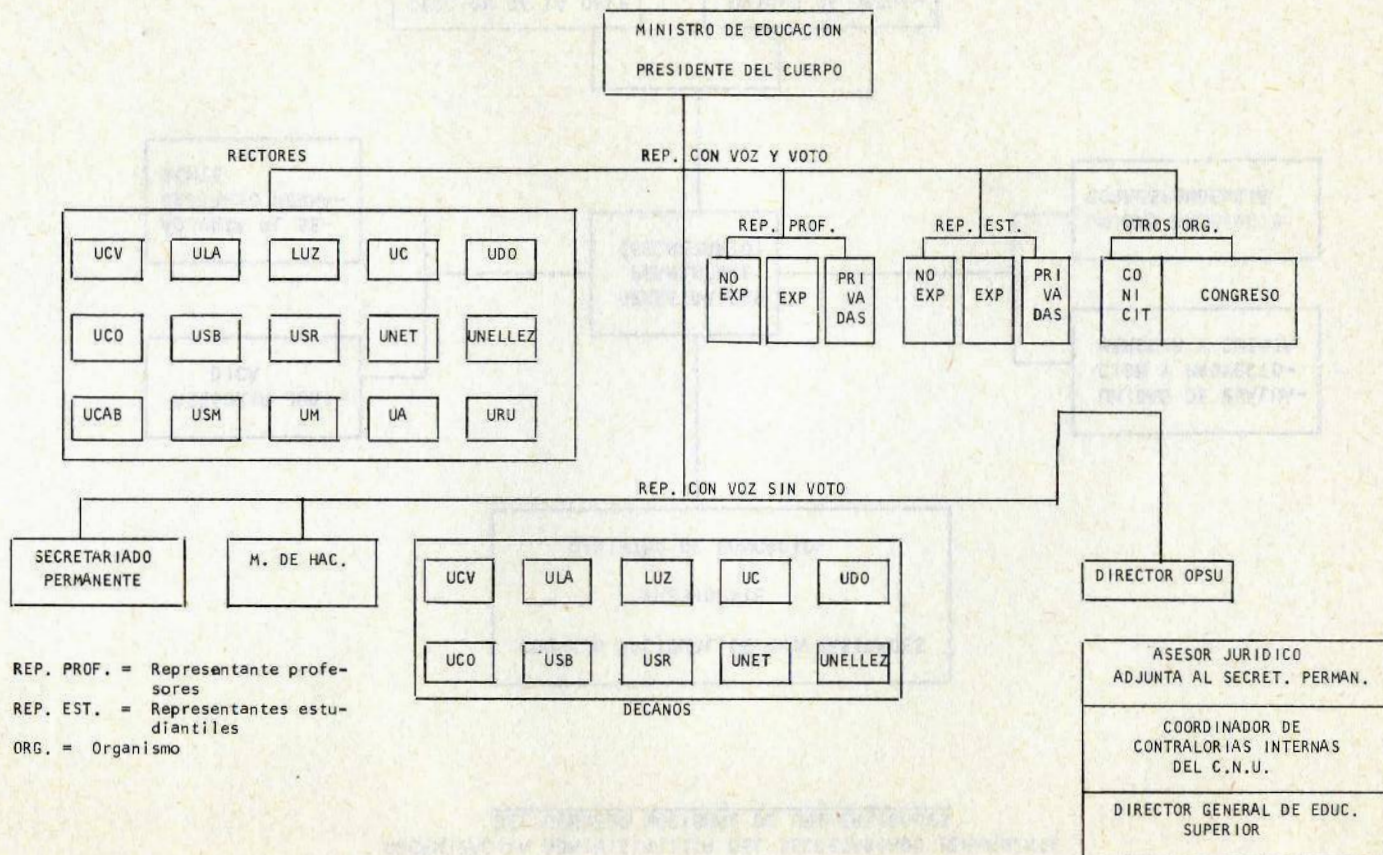 MINISTRO DE EDUCACION
PRESIDENTE DEL CUERPO
RECTORES
REP. CON VOZ Y VOTO
UCV ULA LUZ UC UDO
UCO USB USR UNET UNELLEZ
UCAB USM UM UA URU
REP. PROF.
NO
EXP
EXP
PRI
VA
DAS
REP. EST.
NO
EXP
EXP
PRI
VA
DAS
OTROS ORG.
CO
NI
CIT
CONGRESO
REP. CON VOZ SIN VOTO
SECRETARIADO
PERMANENTE
M. DE HAC.
UCV ULA LUZ UC UDO
UCO USB USR UNET UNELLEZ
DECANOS
DIRECTOR OPSU
ASESOR JURIDICO
ADJUNTA AL SECRET. PERMAN.
COORDINADOR DE
CONTRALORIAS INTERNAS
DEL C.N.U.
DIRECTOR GENERAL DE EDUC.
SUPERIOR
REP. PROF. = Representante profe-
sores
REP. EST. = Representantes estu-
diantiles
ORG. = Organismo